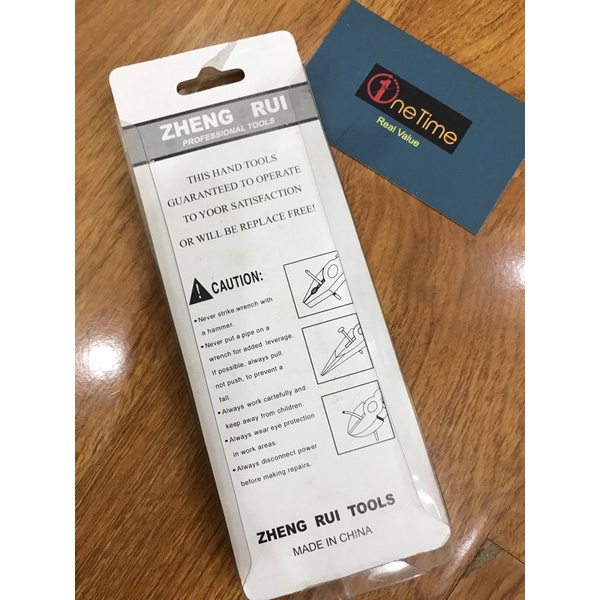 ZHENG RUI
PROFESSIONAL TOOLS
THIS HAND TOOLS
GUARANTEED TO OPERATE
TO YOOR SATISFACTION
OR WILL BE REPLACE FREE!
CAUTION:
• Never strike wrench with
a hammer.
• Never put a pipe on a
wrench for added leverage.
If possible, always pull.
not push, to prevent a
fall.
• Always work cartefully and
keep away from children.
• Always wear eye protection
in work areas.
• Always disconnect power
before making repairs.
ZHENG RUI TOOLS
MADE IN CHINA
One Time
Real Value